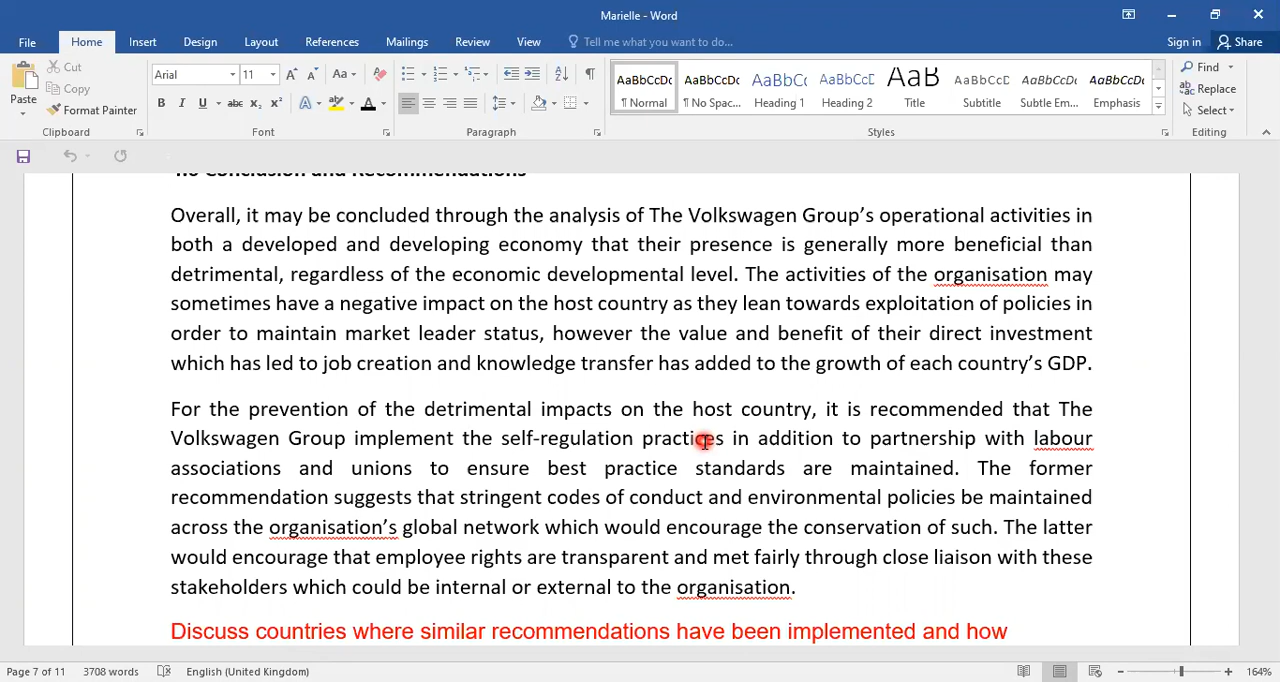 Marielle - Word
File Home Insert Design Layout References Mailings Review View Tell me what you want to do... Sign in Share
Paste Cut Copy Format Painter
Clipboard
Arial 11
Font
Paragraph
AaBbCcDc AaBbCcDc AaBbC AaBbCcE AaB AaBbCcD AaBbCcDc AaBbCcDc
¶ Normal ¶ No Spac... Heading 1 Heading 2 Title Subtitle Subtle Em... Emphasis
Styles
Find
Replace
Select
Editing
Conclusion and Recommendations
Overall, it may be concluded through the analysis of The Volkswagen Group’s operational activities in
both a developed and developing economy that their presence is generally more beneficial than
detrimental, regardless of the economic developmental level. The activities of the organisation may
sometimes have a negative impact on the host country as they lean towards exploitation of policies in
order to maintain market leader status, however the value and benefit of their direct investment
which has led to job creation and knowledge transfer has added to the growth of each country’s GDP.
For the prevention of the detrimental impacts on the host country, it is recommended that The
Volkswagen Group implement the self-regulation practices in addition to partnership with labour
associations and unions to ensure best practice standards are maintained. The former
recommendation suggests that stringent codes of conduct and environmental policies be maintained
across the organisation’s global network which would encourage the conservation of such. The latter
would encourage that employee rights are transparent and met fairly through close liaison with these
stakeholders which could be internal or external to the organisation.
Discuss countries where similar recommendations have been implemented and how
Page 7 of 11 3708 words English (United Kingdom) 164%